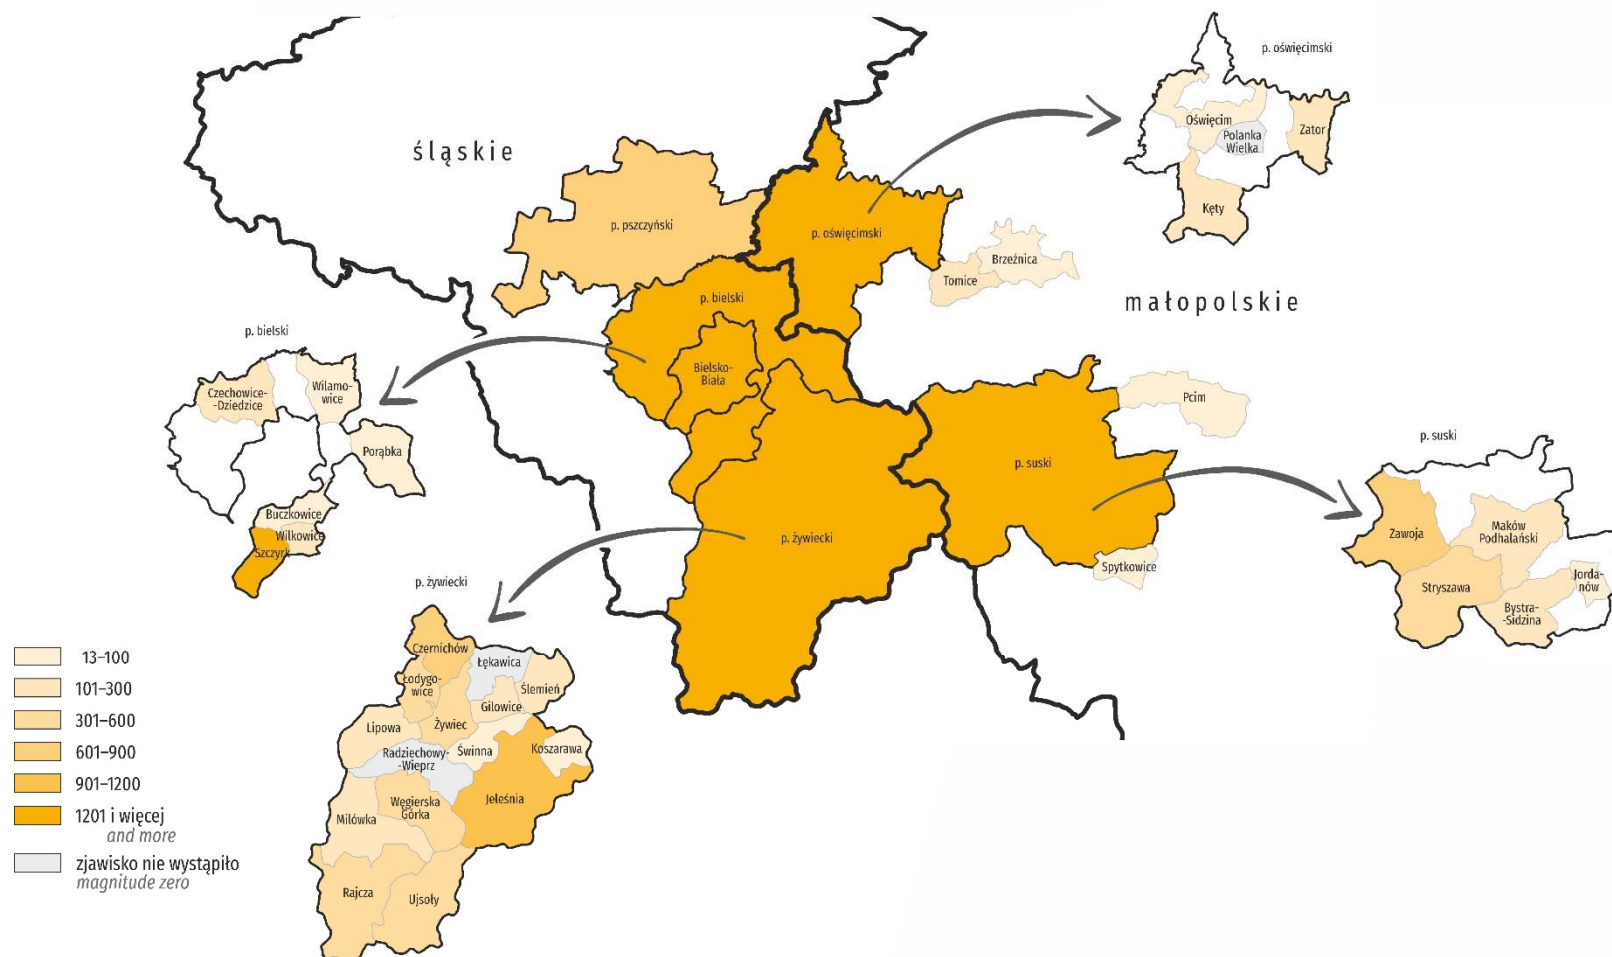 p. oświęcimski
Oświęcim
Polanka
Wielka
Zator
Kęty
śląskie
p. pszczyński
p. oświęcimski
Brzeźnica
Tomice
małopolskie
p. bielski
Bielsko-
Biała
p. bielski
Czechowice-
-Dziedzice
Wilamo-
wice
Porąbka
Buczkowice
Wilkowice
Szczyrk
Pcim
p. suski
Spytkowice
p. żywiecki
p. suski
Zawoja
Maków
Podhalański
Stryszawa
Jorda-
nów
Bystra-
-Sidzina
p. żywiecki
Czernichów
Łękawica
Łodygo-
wice
Ślemień
Gilowice
Lipowa
Żywiec
Świnna
Koszarawa
Radziechowy-
-Wieprz
Jeleśnia
Węgierska
Górka
Milówka
Rajcza
Ujsoły
13–100
101–300
301–600
601–900
901–1200
1201 i więcej
and more
zjawisko nie wystąpiło
magnitude zero